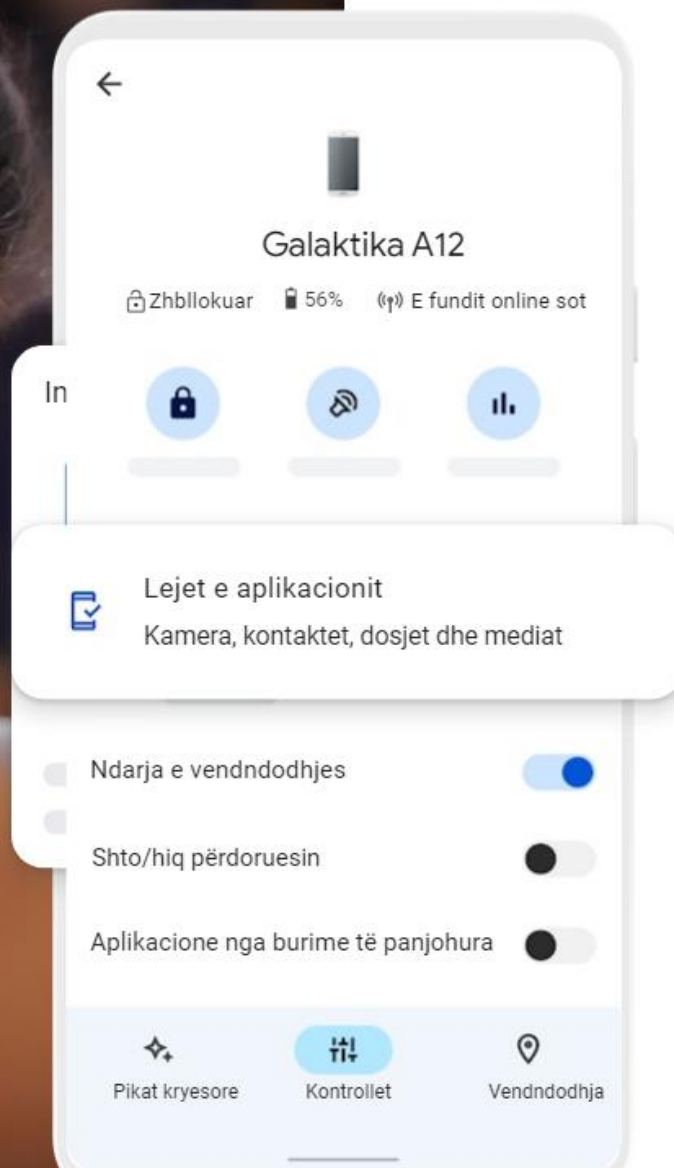 Galaktika A12
Zhbllokuar 56% E fundit online sot
In
Lejet e aplikacionit
Kamera, kontaktet, dosjet dhe mediat
Ndarja e vendndodhjes
Shto/hiq përdoruesin
Aplikacione nga burime të panjohura
Pikat kryesore Kontrollet Vendndodhja